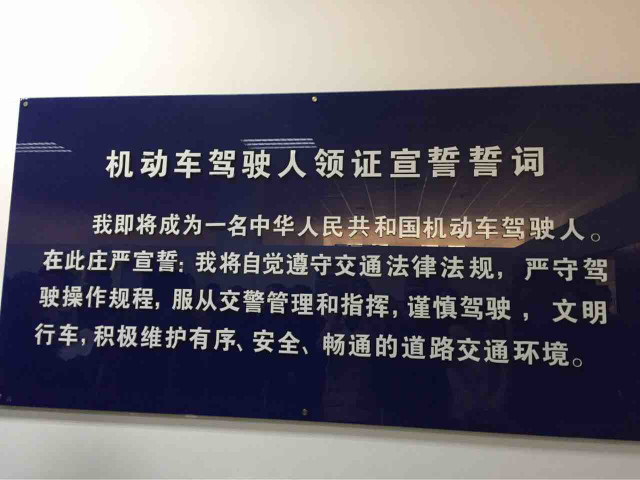 机动车驾驶人领证宣誓誓词
我即将成为一名中华人民共和国机动车驾驶人。
在此庄严宣誓：我将自觉遵守交通法律法规，严守驾
驶操作规程，服从交警管理和指挥，谨慎驾驶，文明
行车，积极维护有序、安全、畅通的道路交通环境。